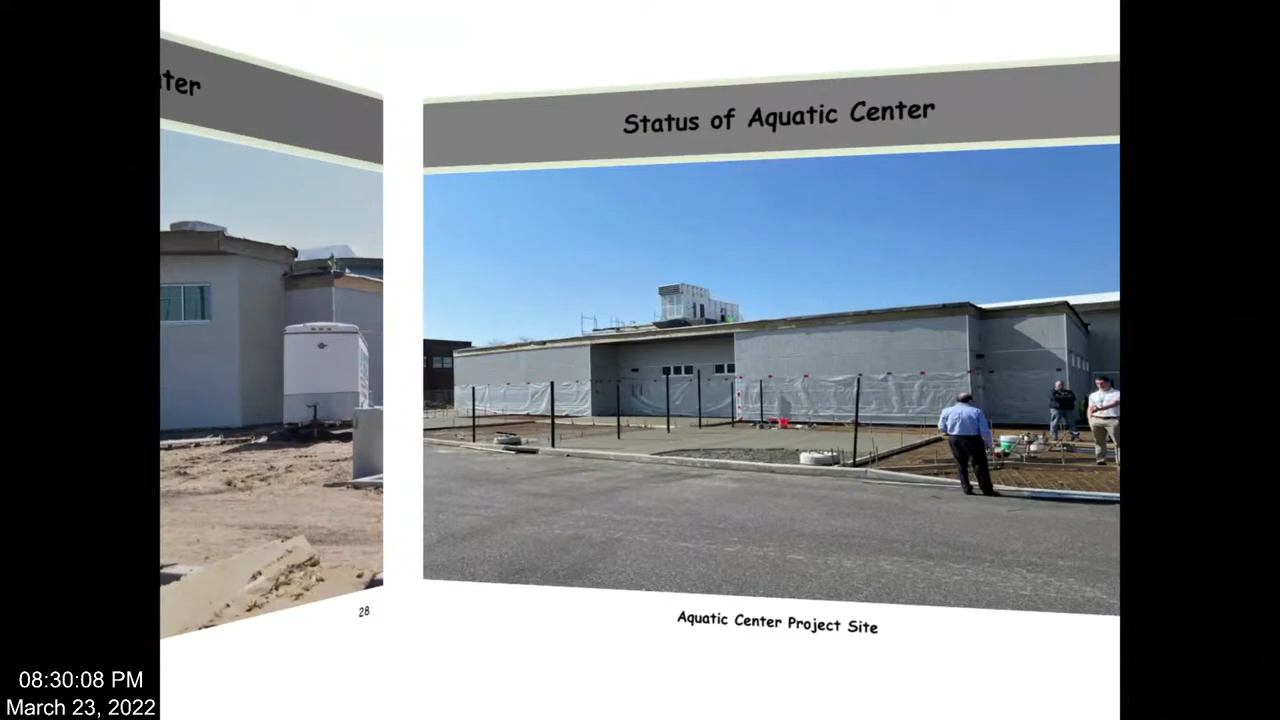 ter
Status of Aquatic Center
28
Aquatic Center Project Site
08:30:08 PM
March 23, 2022